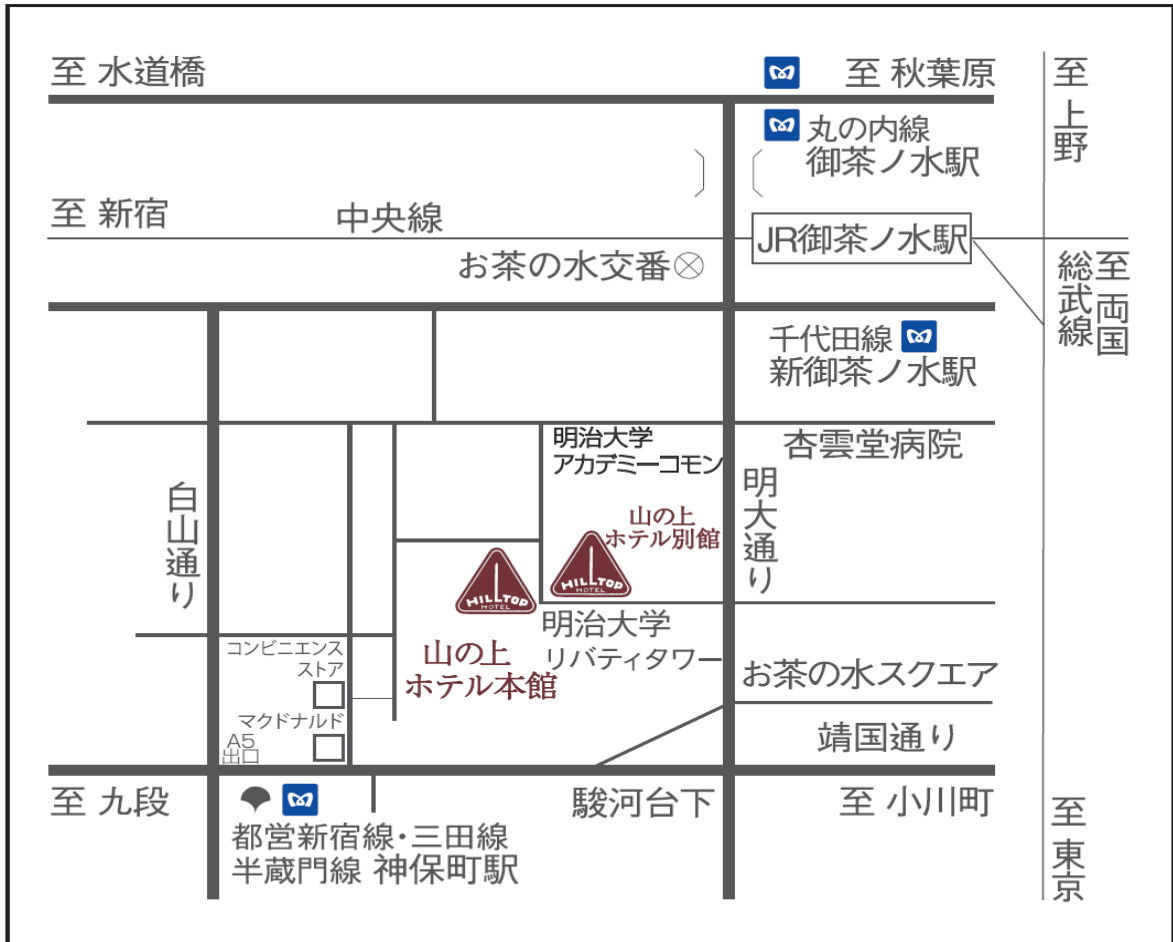 至 水道橋
至 秋葉原
至 上野
丸の内線
御茶ノ水駅
至 新宿
中央線
JR御茶ノ水駅
お茶の水交番
総武線
至 両国
千代田線
新御茶ノ水駅
明治大学
アカデミーコモン
杏雲堂病院
白山通り
明大通り
山の上
ホテル別館
HILLTOP
HOTEL
HILLTOP
HOTEL
明治大学
リバティタワー
山の上
ホテル本館
コンビニエンス
ストア
お茶の水スクエア
マクドナルド
A5
出口
靖国通り
至 九段
駿河台下
至 小川町
至 東京
都営新宿線・三田線
半蔵門線 神保町駅